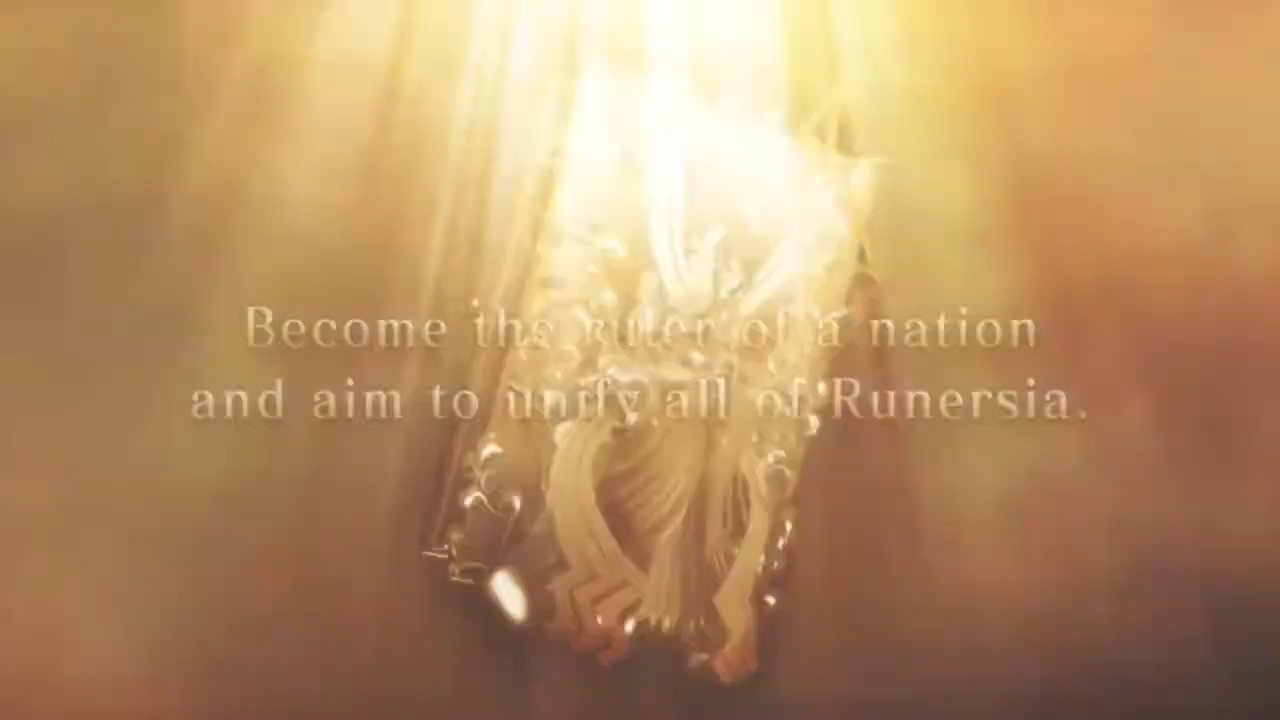 Become the ruler of a nation
and aim to unify all of Runersia.